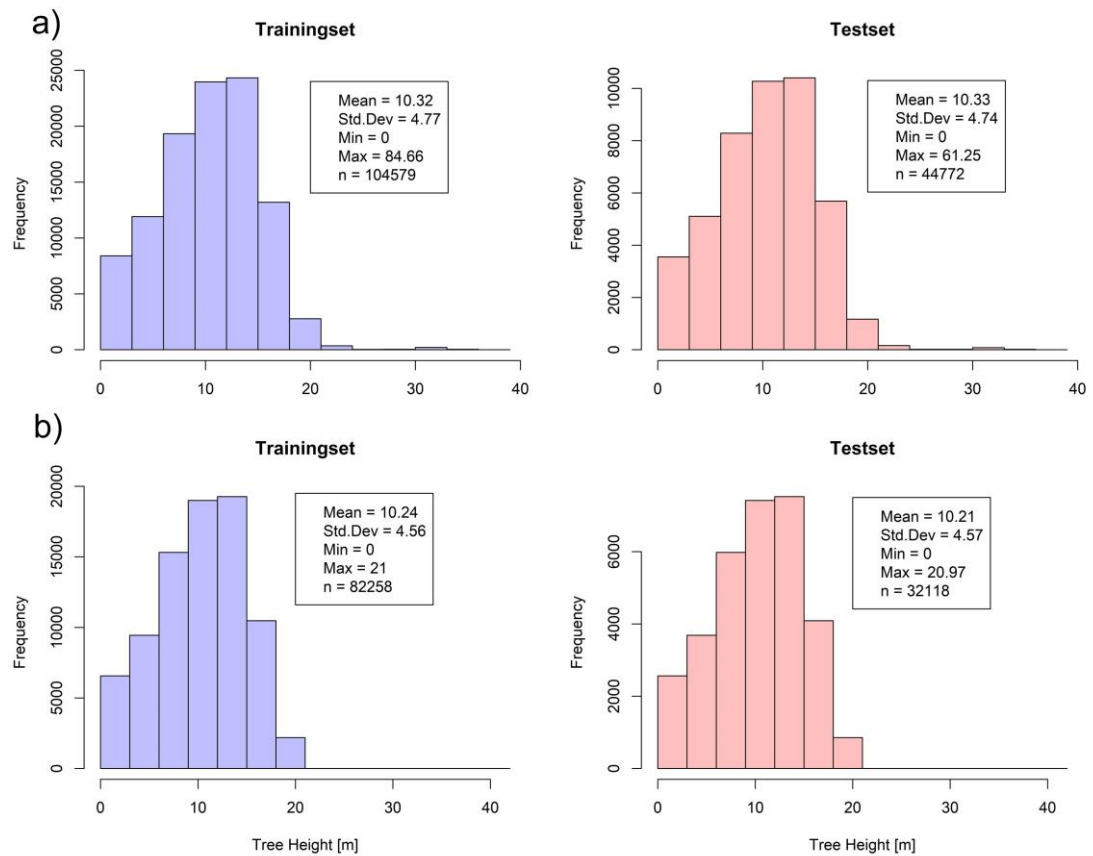 a)
Trainingset
Frequency
0
5000
10000
15000
20000
25000
Mean = 10.32
Std.Dev = 4.77
Min = 0
Max = 84.66
n = 104579
0 10 20 30 40
Testset
Frequency
0
2000
4000
6000
8000
10000
Mean = 10.33
Std.Dev = 4.74
Min = 0
Max = 61.25
n = 44772
0 10 20 30 40
b)
Trainingset
Frequency
0
5000
10000
15000
20000
Mean = 10.24
Std.Dev = 4.56
Min = 0
Max = 21
n = 82258
0 10 20 30 40
Tree Height [m]
Testset
Frequency
0
2000
4000
6000
Mean = 10.21
Std.Dev = 4.57
Min = 0
Max = 20.97
n = 32118
0 10 20 30 40
Tree Height [m]